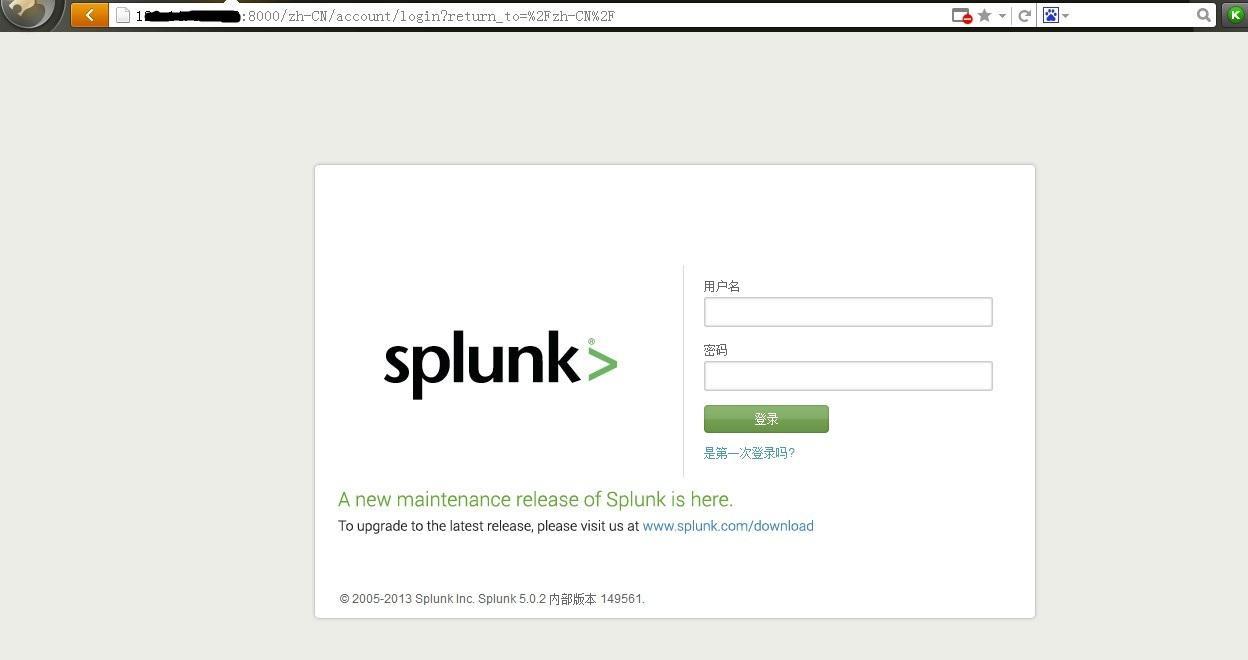 :8000/zh-CN/account/login?return_to=%2Fzh-CN%2F
用户名
splunk>®
密码
登录
是第一次登录吗?
A new maintenance release of Splunk is here.
To upgrade to the latest release, please visit us at www.splunk.com/download
© 2005-2013 Splunk Inc. Splunk 5.0.2 内部版本 149561.